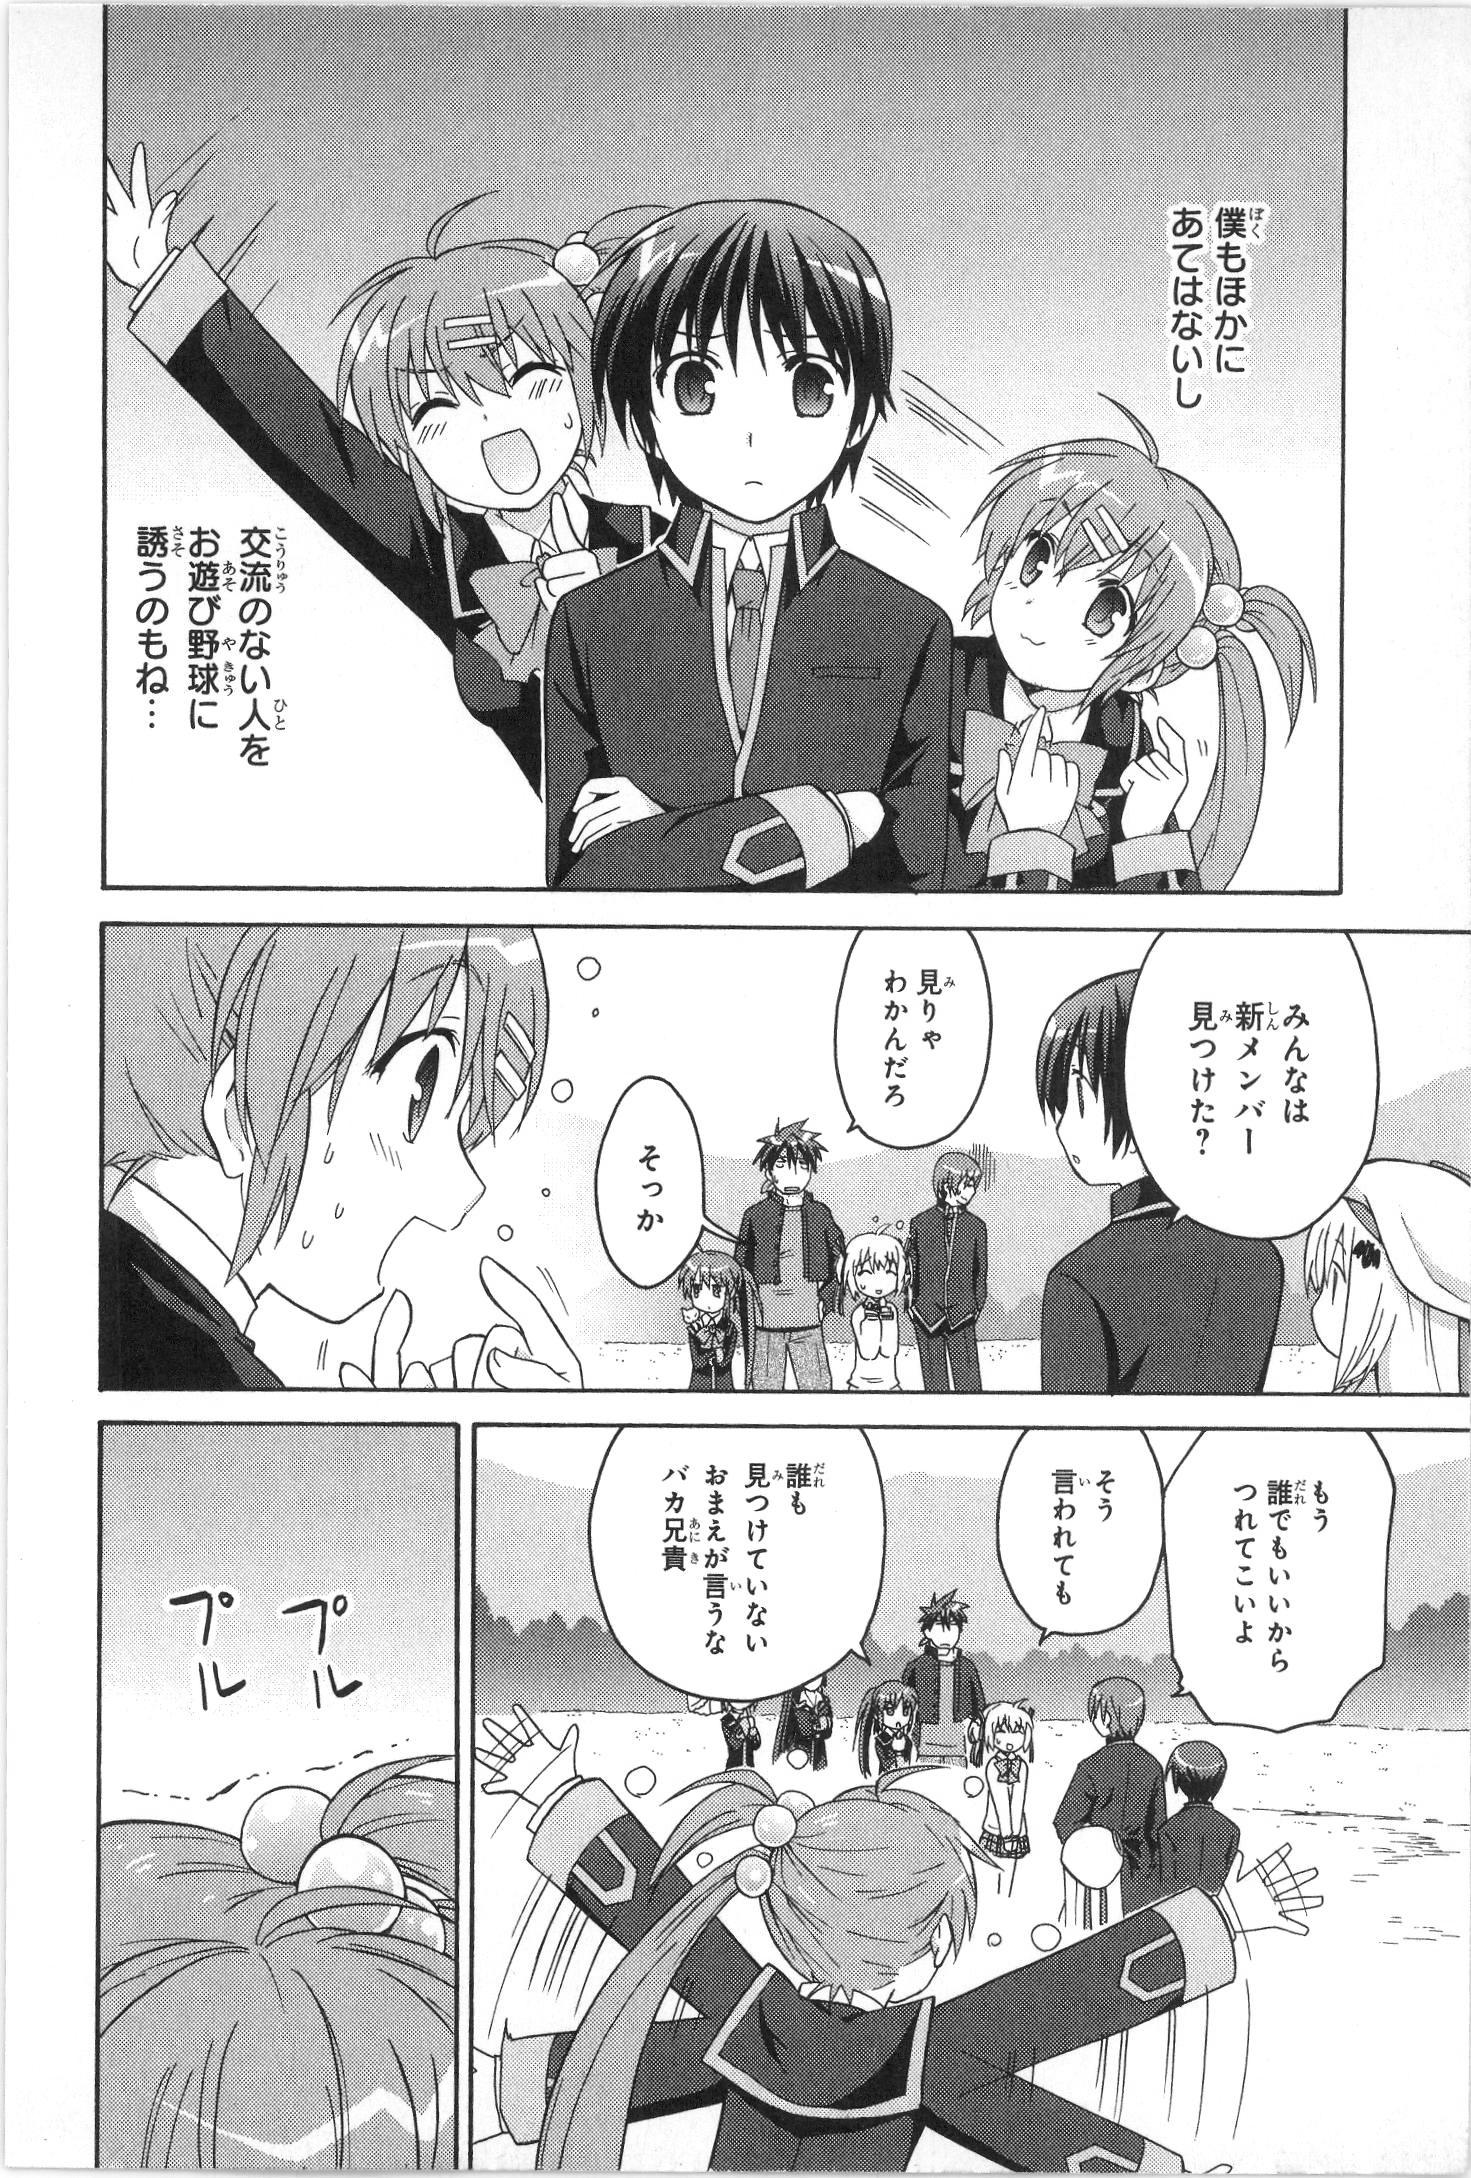 僕もほかに
あてはないし
交流のない人を
お遊び野球に
誘うのもね…
みんなは
新メンバー
見つけた?
見りゃ
わかんだろ
そっか
もう
誰でもいいから
つれてこいよ
そう
言われても
誰も
見つけていない
おまえが言うな
バカ兄貴
プル
プル